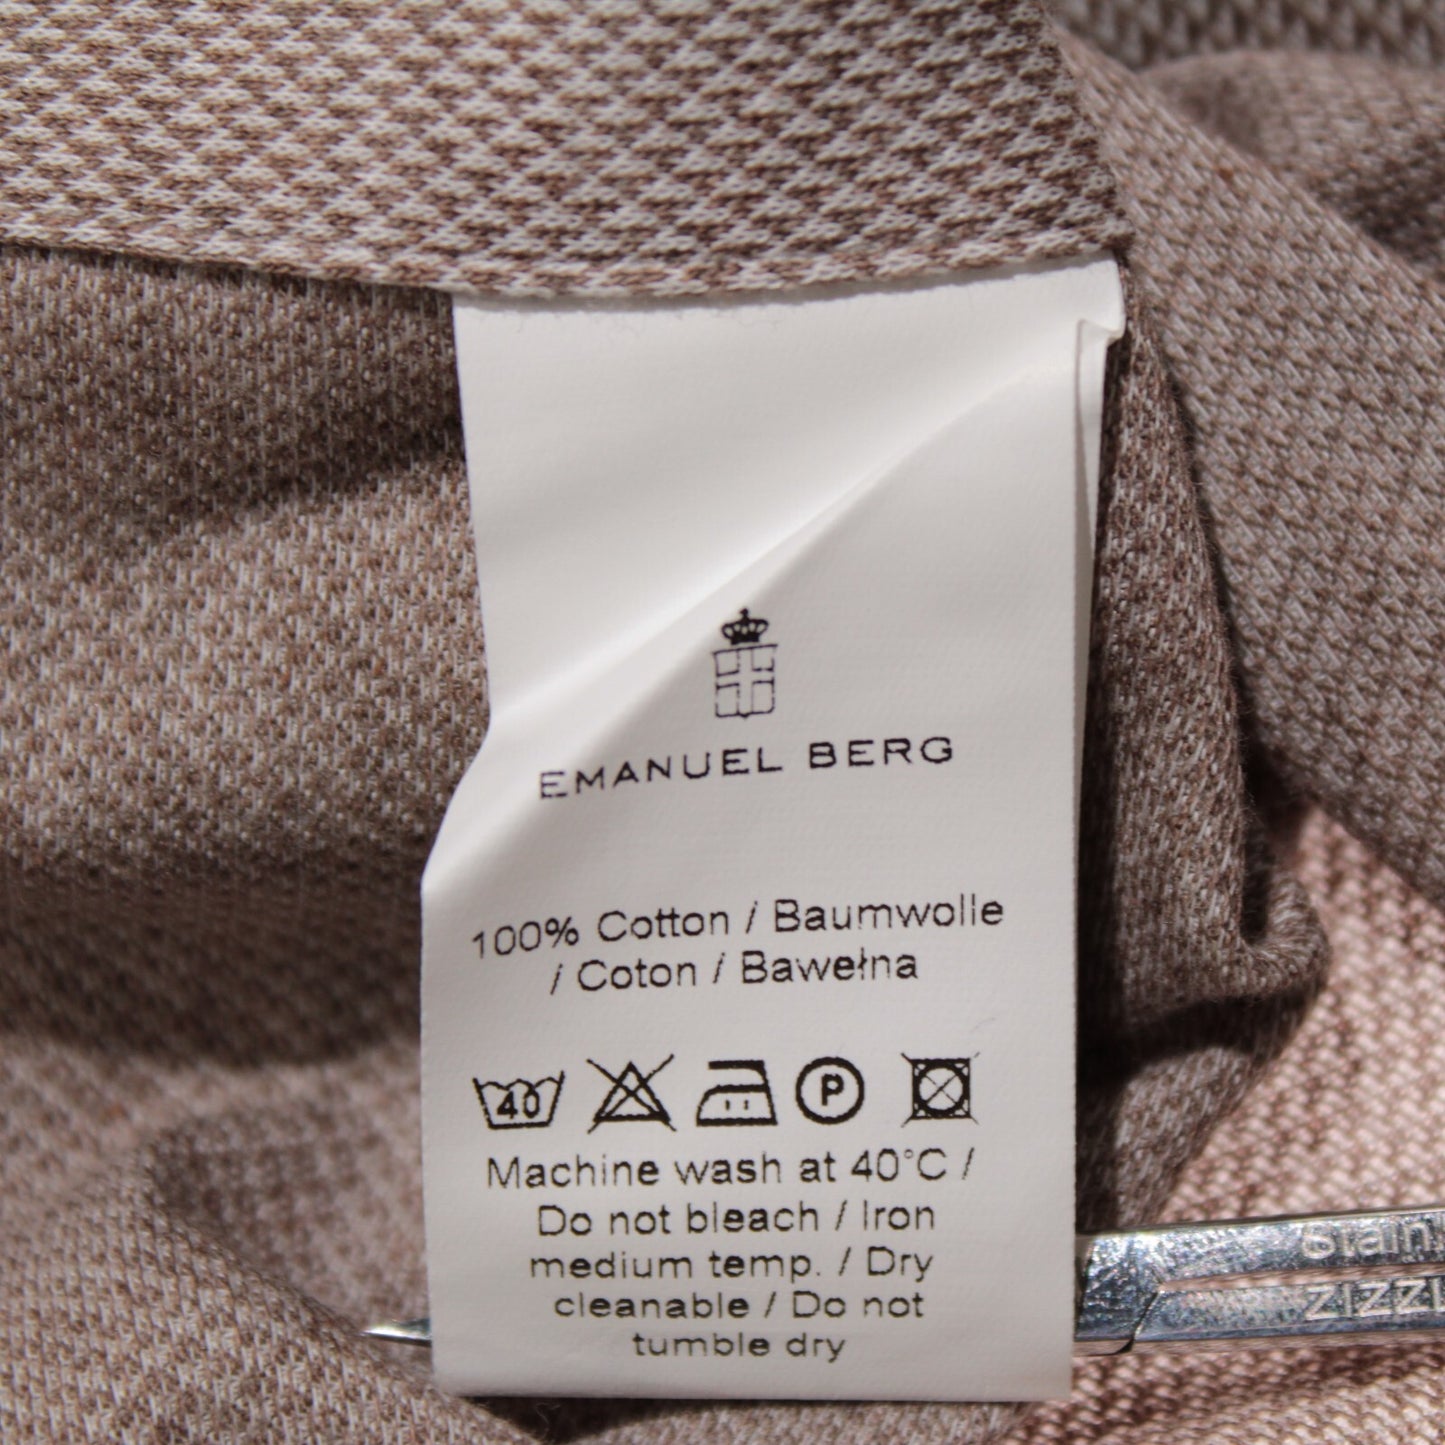 EMANUEL BERG
100% Cotton / Baumwolle
/ Coton / Bawełna
40 P
Machine wash at 40°C /
Do not bleach / Iron
medium temp. / Dry
cleanable / Do not
tumble dry